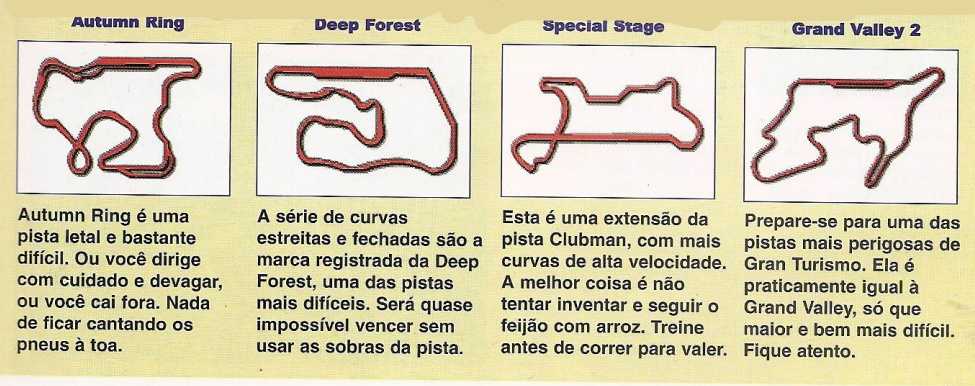 Autumn Ring
Autumn Ring é uma
pista letal e bastante
difícil. Ou você dirige
com cuidado e devagar,
ou você cai fora. Nada
de ficar cantando os
pneus à toa.
Deep Forest
A série de curvas
estreitas e fechadas são a
marca registrada da Deep
Forest, uma das pistas
mais difíceis. Será quase
impossível vencer sem
usar as sobras da pista.
Special Stage
Esta é uma extensão da
pista Clubman, com mais
curvas de alta velocidade.
A melhor coisa é não
tentar inventar e seguir o
feijão com arroz. Treine
antes de correr para valer.
Grand Valley 2
Prepare-se para uma das
pistas mais perigosas de
Gran Turismo. Ela é
praticamente igual à
Grand Valley, só que
maior e bem mais difícil.
Fique atento.